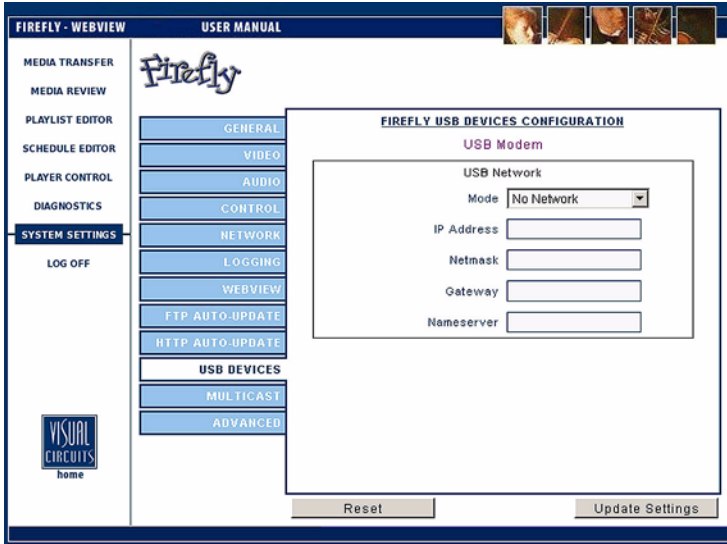 FIREFLY - WEBVIEW
USER MANUAL
MEDIA TRANSFER
MEDIA REVIEW
PLAYLIST EDITOR
SCHEDULE EDITOR
PLAYER CONTROL
DIAGNOSTICS
SYSTEM SETTINGS
LOG OFF
VISUAL
CIRCUITS
home
Firefly
GENERAL
VIDEO
AUDIO
CONTROL
NETWORK
LOGGING
WEBVIEW
FTP AUTO-UPDATE
HTTP AUTO-UPDATE
USB DEVICES
MULTICAST
ADVANCED
FIREFLY USB DEVICES CONFIGURATION
USB Modem
USB Network
Mode No Network
IP Address
Netmask
Gateway
Nameserver
Reset
Update Settings